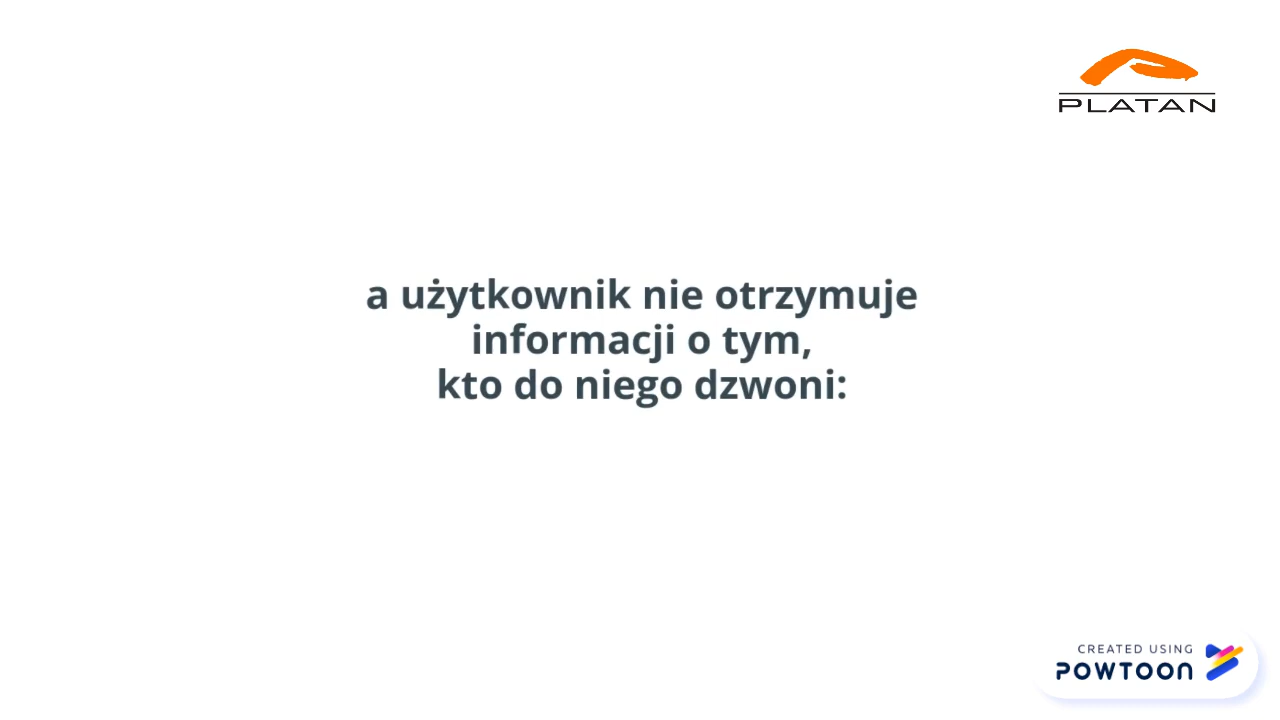 PLATAN
a użytkownik nie otrzymuje
informacji o tym,
kto do niego dzwoni:
CREATED USING
POWTOON